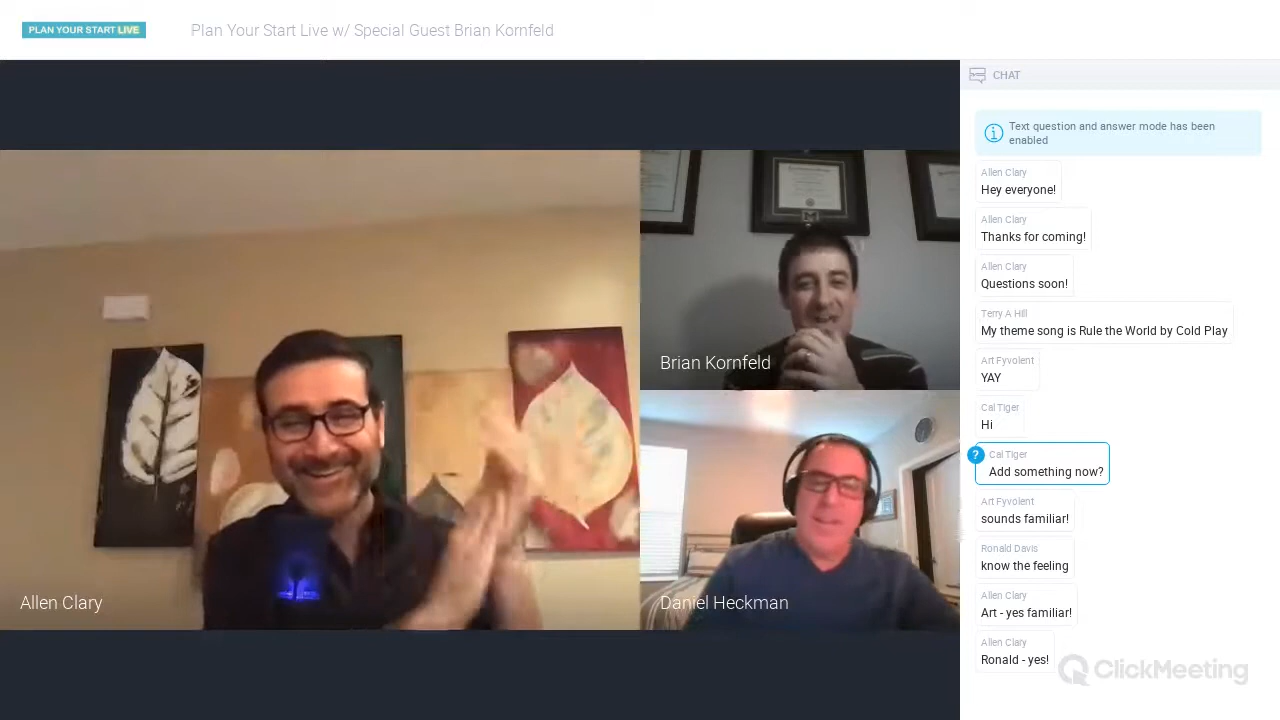 PLAN YOUR START LIVE
Plan Your Start Live w/ Special Guest Brian Kornfeld
CHAT
Text question and answer mode has been
enabled
Allen Clary
Hey everyone!
Allen Clary
Thanks for coming!
Allen Clary
Questions soon!
Terry A Hill
My theme song is Rule the World by Cold Play
Art Fyvolent
YAY
Cal Tiger
Hi
?
Cal Tiger
Add something now?
Art Fyvolent
sounds familiar!
Ronald Davis
know the feeling
Allen Clary
Art - yes familiar!
Allen Clary
Ronald - yes!
ClickMeeting
Brian Kornfeld
Allen Clary
Daniel Heckman